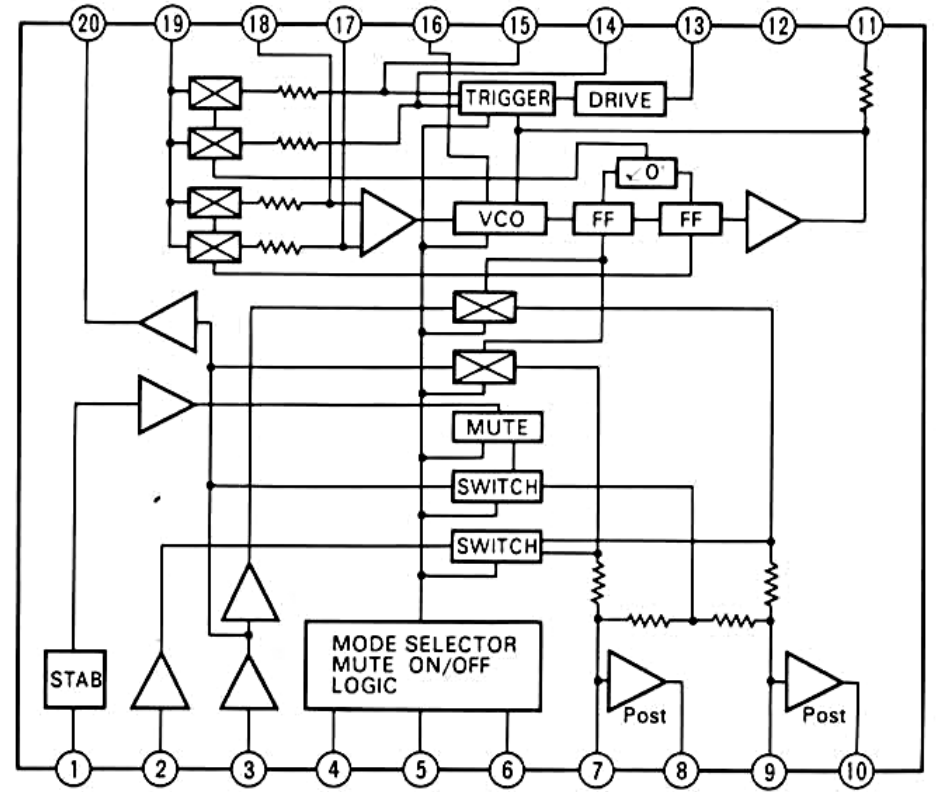 20 19 18 17 16 15 14 13 12 11
TRIGGER DRIVE
VCO FF FF
MUTE
SWITCH
SWITCH
MODE SELECTOR
MUTE ON/OFF
LOGIC
STAB
Post Post
1 2 3 4 5 6 7 8 9 10